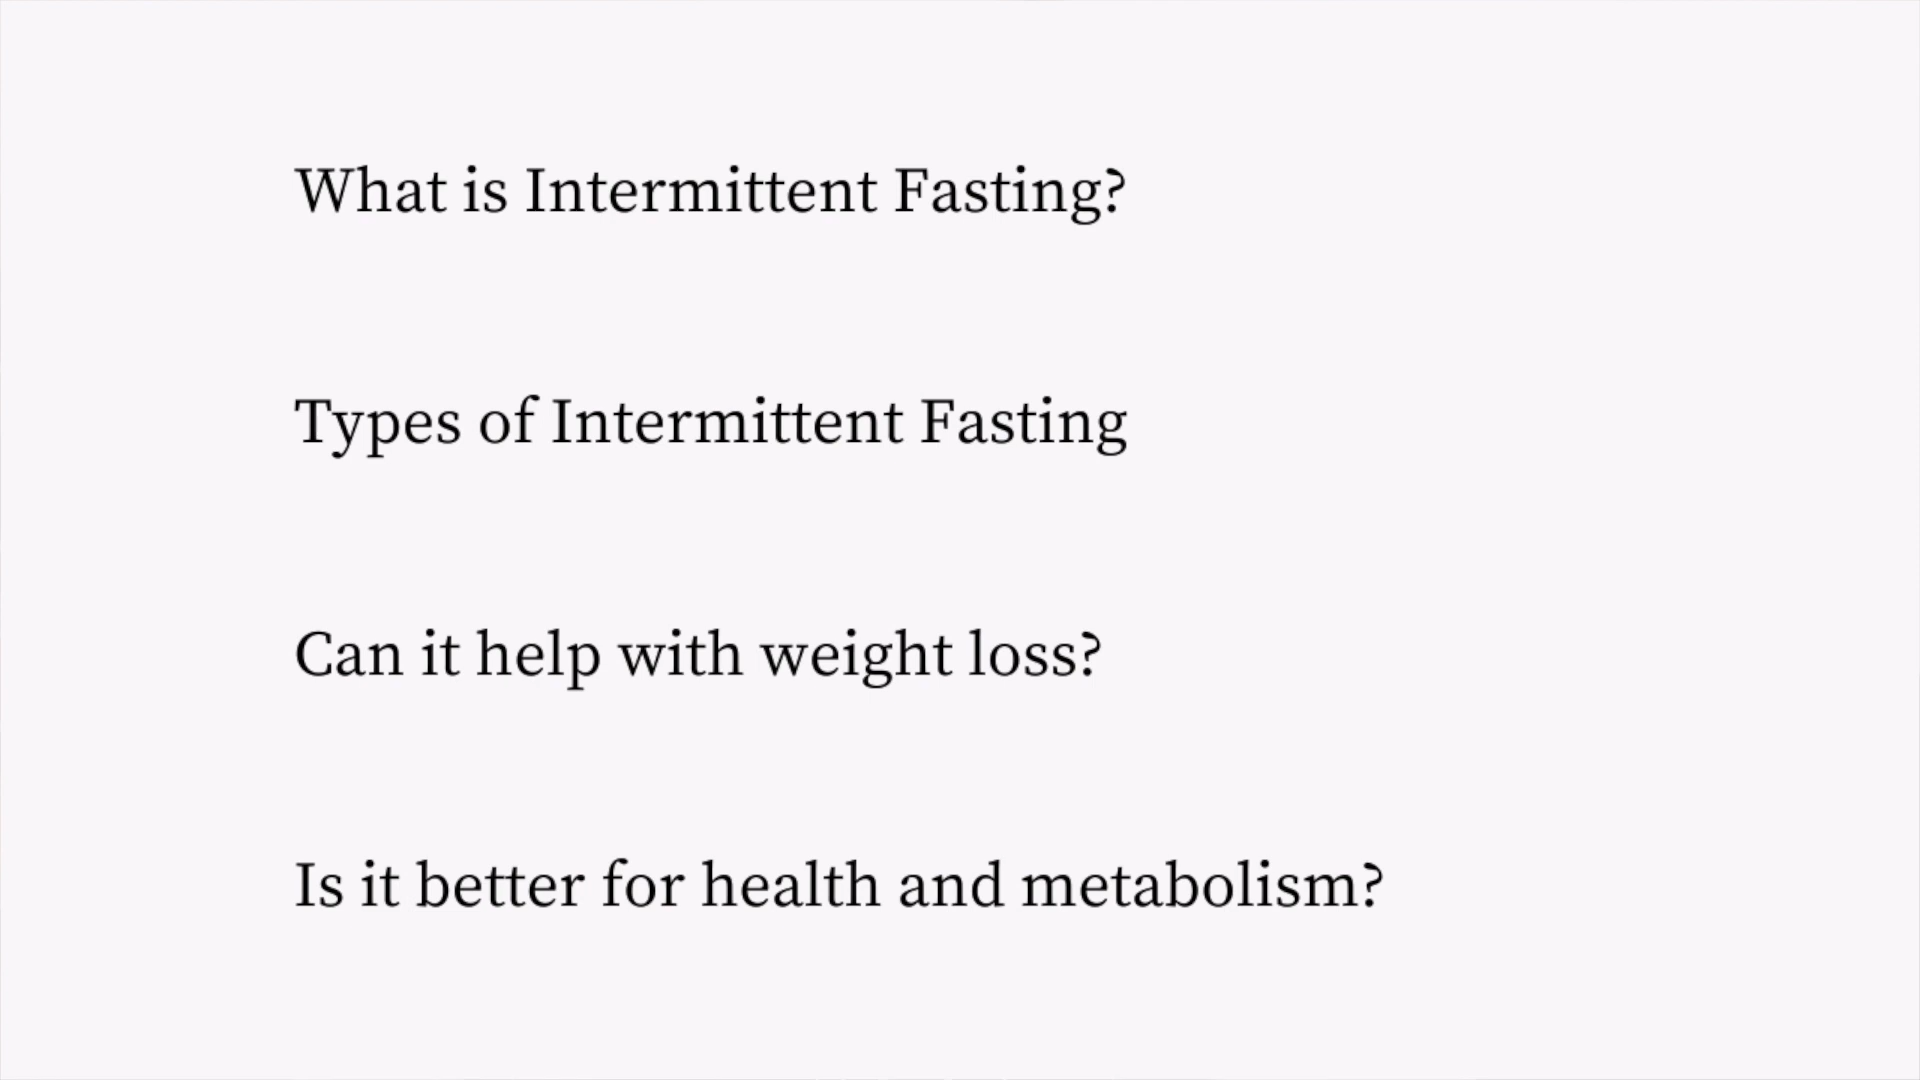 What is Intermittent Fasting?
Types of Intermittent Fasting
Can it help with weight loss?
Is it better for health and metabolism?